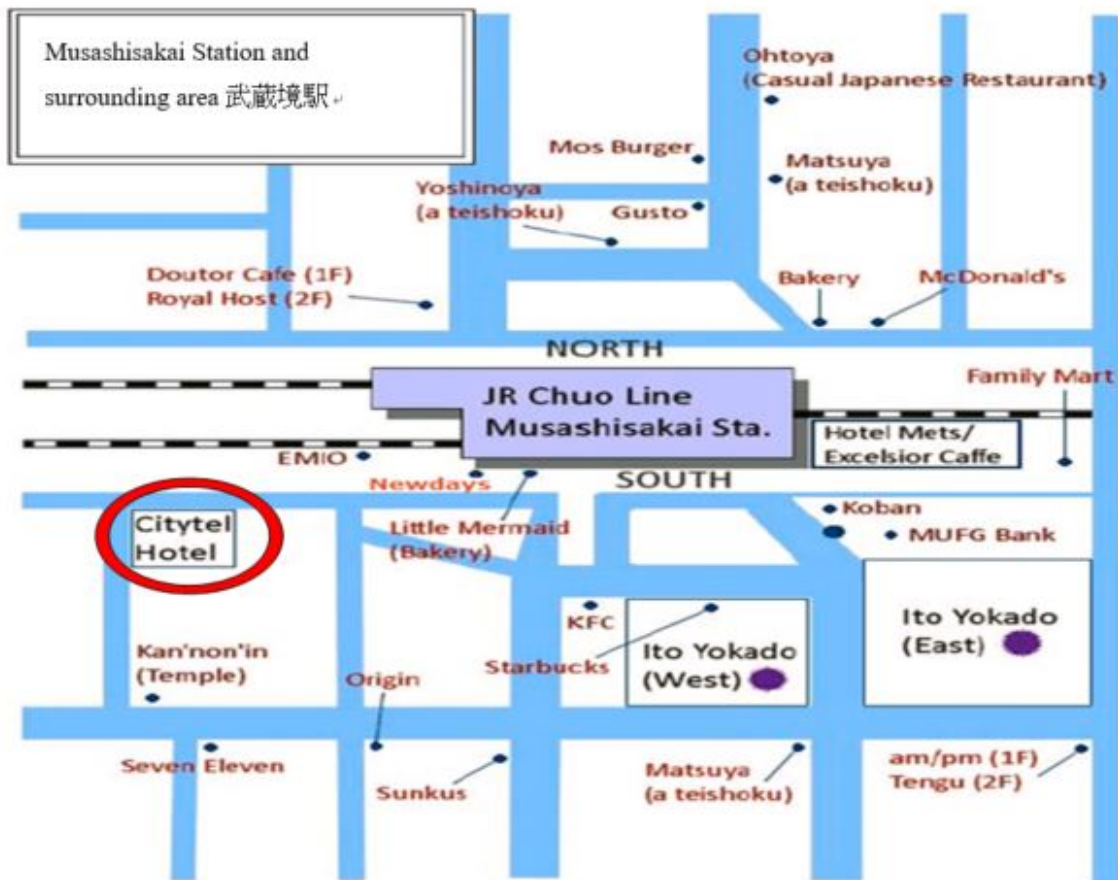 Musashisakai Station and
surrounding area 武蔵境駅
Ohtoya
(Casual Japanese Restaurant)
Mos Burger
Matsuya
(a teishoku)
Yoshinoya
(a teishoku)
Gusto
Doutor Cafe (1F)
Royal Host (2F)
Bakery
McDonald's
NORTH
JR Chuo Line
Musashisakai Sta.
Family Mart
Hotel Mets/
Excelsior Caffe
EMIO
Newdays
SOUTH
Citytel
Hotel
Little Mermaid
(Bakery)
Koban
MUFG Bank
KFC
Starbucks
Ito Yokado
(West)
Ito Yokado
(East)
Kan'non'in
(Temple)
Origin
Seven Eleven
Sunkus
Matsuya
(a teishoku)
am/pm (1F)
Tengu (2F)